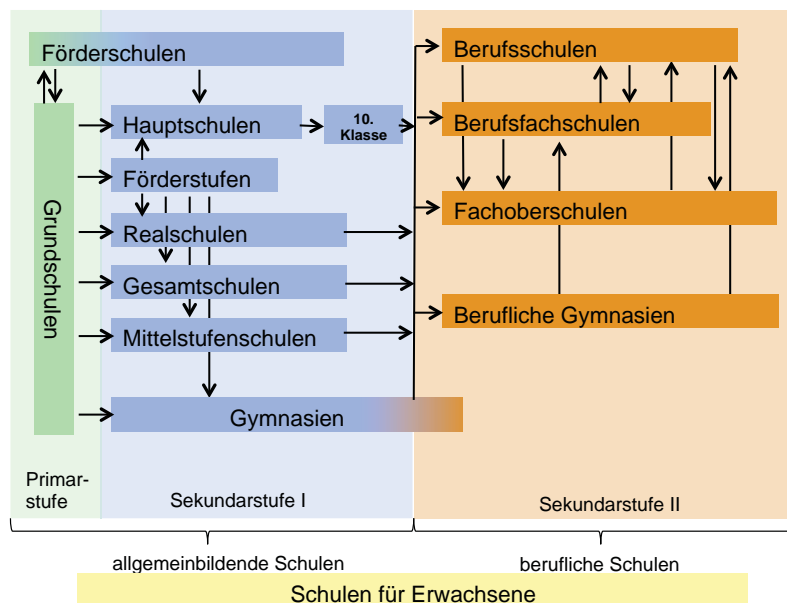 Förderschulen
Berufsschulen
Hauptschulen
10.
Klasse
Berufsfachschulen
Förderstufen
Grundschulen
Fachoberschulen
Realschulen
Gesamtschulen
Berufliche Gymnasien
Mittelstufenschulen
Gymnasien
Primar-
stufe
Sekundarstufe I
Sekundarstufe II
allgemeinbildende Schulen
berufliche Schulen
Schulen für Erwachsene